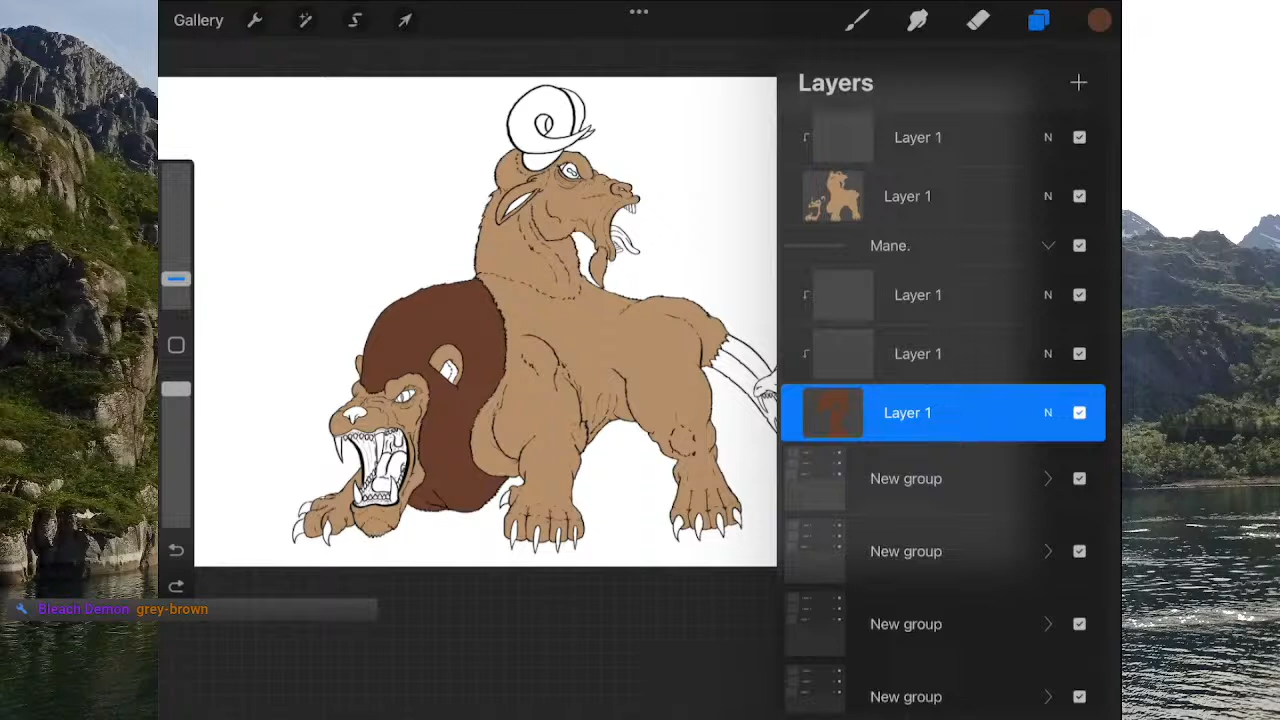 Gallery
Layers
Layer 1 N
Layer 1 N
Mane.
Layer 1 N
Layer 1 N
Layer 1 N
New group
New group
New group
New group
Bleach Demon grey-brown